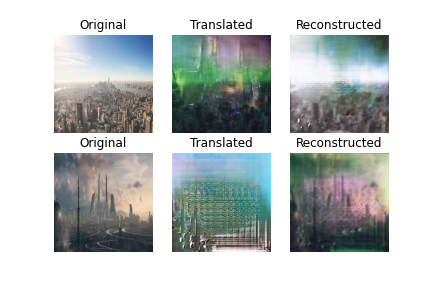 Original
Translated
Reconstructed
Original
Translated
Reconstructed